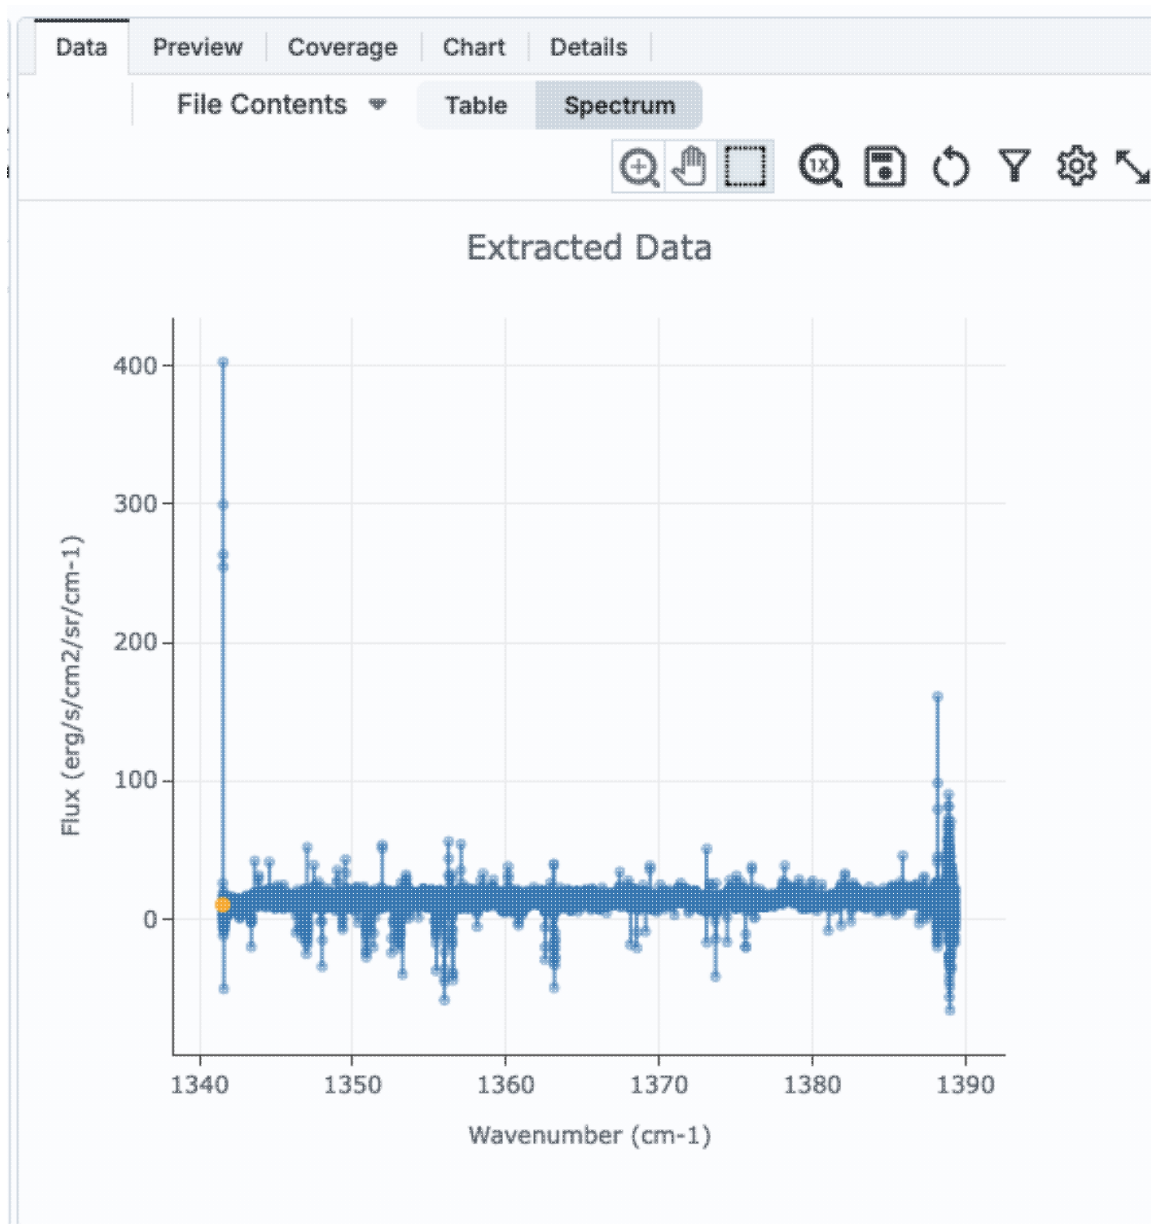 Data Preview Coverage Chart Details
File Contents Table Spectrum
1X
Extracted Data
400
300
200
100
0
Flux (erg/s/cm2/sr/cm-1)
1340 1350 1360 1370 1380 1390
Wavenumber (cm-1)